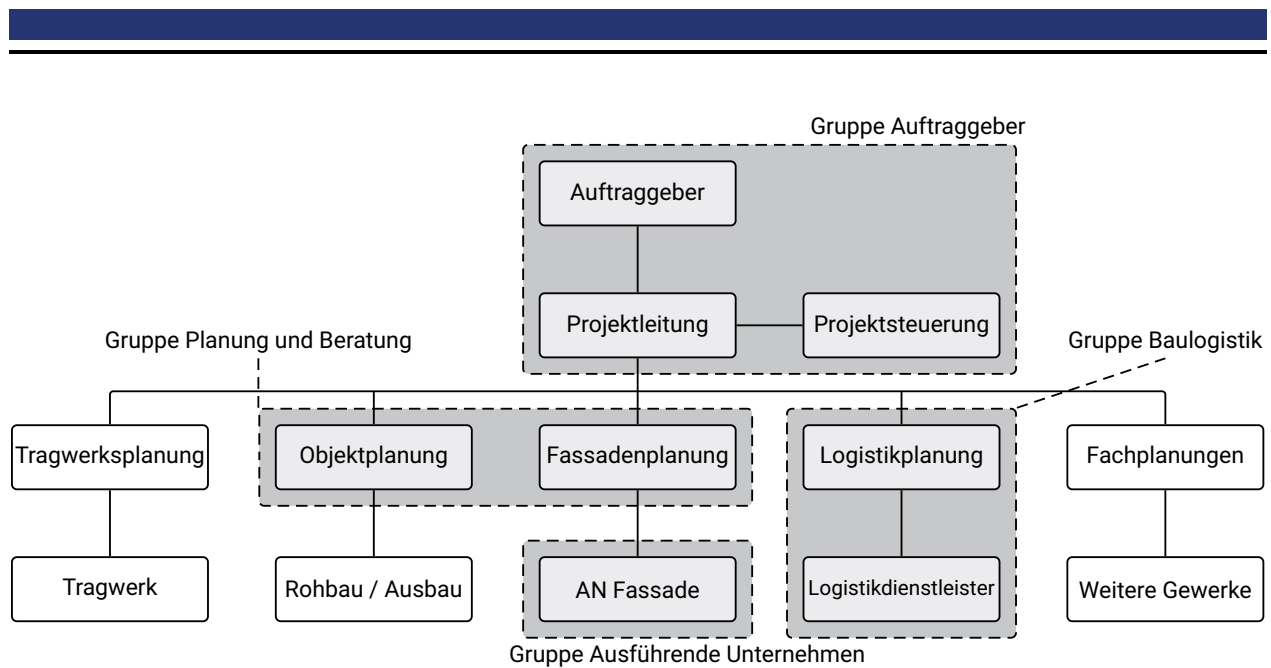 Gruppe Auftraggeber
Auftraggeber
Projektleitung
Projektsteuerung
Gruppe Planung und Beratung
Gruppe Baulogistik
Tragwerksplanung
Objektplanung
Fassadenplanung
Logistikplanung
Fachplanungen
Tragwerk
Rohbau / Ausbau
AN Fassade
Logistikdienstleister
Weitere Gewerke
Gruppe Ausführende Unternehmen